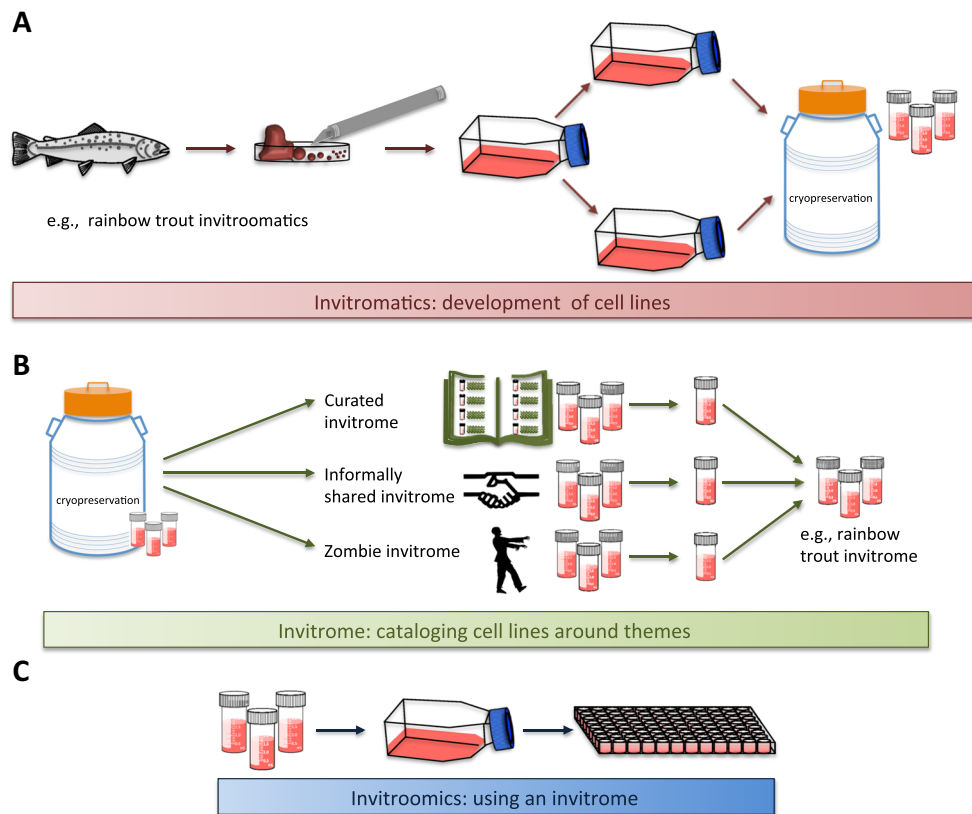 A
cryopreservation
e.g., rainbow trout invitroomatics
Invitromatics: development of cell lines
B
cryopreservation
Curated
invitrome
Informally
shared invitrome
Zombie invitrome
e.g., rainbow
trout invitrome
Invitrome: cataloging cell lines around themes
C
Invitroomics: using an invitrome